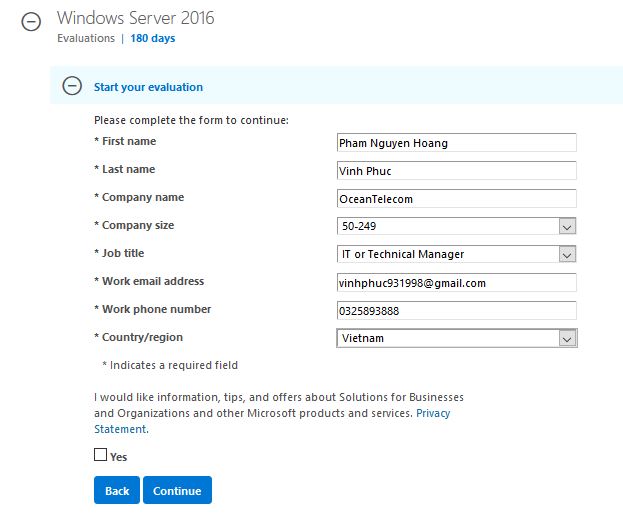 Windows Server 2016
Evaluations | 180 days
Start your evaluation
Please complete the form to continue:
* First name Pham Nguyen Hoang
* Last name Vinh Phuc
* Company name OceanTelecom
* Company size 50-249
* Job title IT or Technical Manager
* Work email address vinhphuc931998@gmail.com
* Work phone number 0325893888
* Country/region Vietnam
* Indicates a required field
I would like information, tips, and offers about Solutions for Businesses
and Organizations and other Microsoft products and services. Privacy
Statement.
Yes
Back Continue